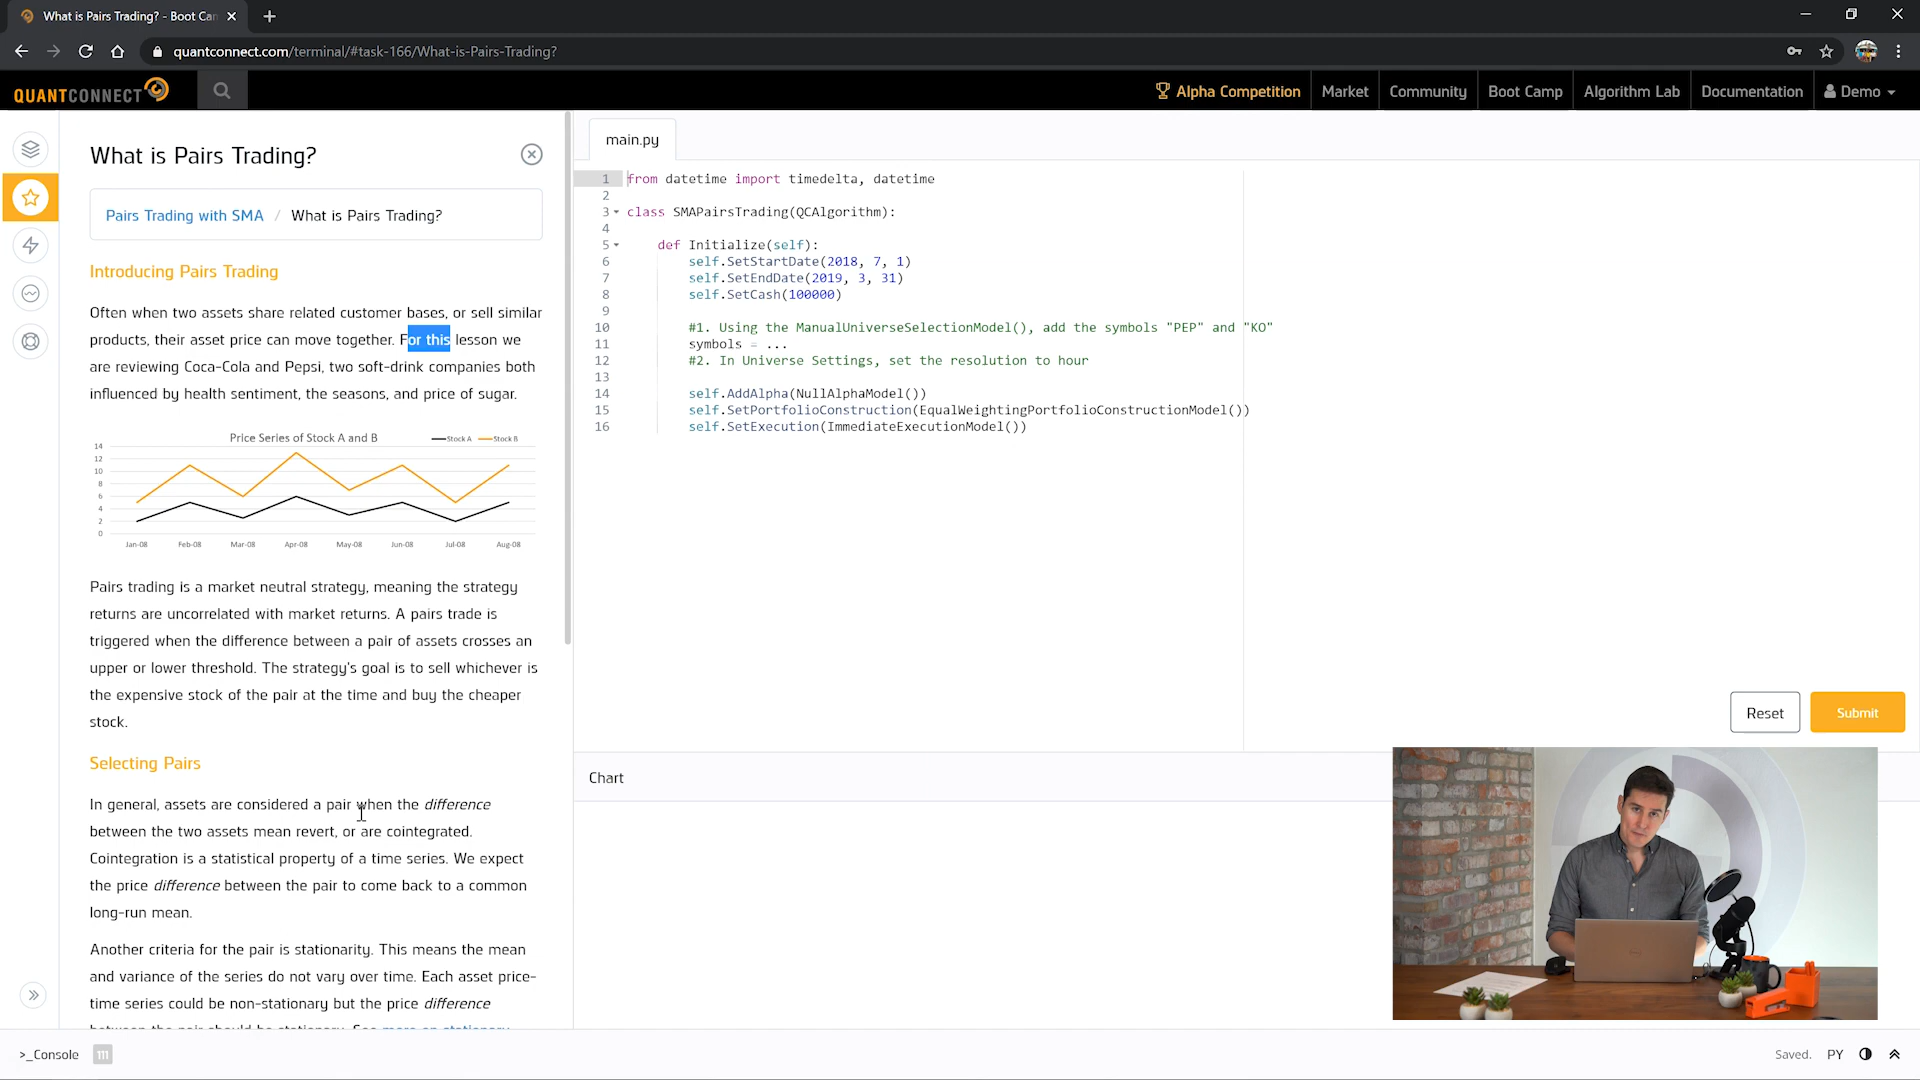 What is Pairs Trading? - Boot Cam
quantconnect.com/terminal/#task-166/What-is-Pairs-Trading?
QUANTCONNECT
Alpha Competition
Market
Community
Boot Camp
Algorithm Lab
Documentation
Demo
What is Pairs Trading?
Pairs Trading with SMA / What is Pairs Trading?
Introducing Pairs Trading
Often when two assets share related customer bases, or sell similar
products, their asset price can move together. For this lesson we
are reviewing Coca-Cola and Pepsi, two soft-drink companies both
influenced by health sentiment, the seasons, and price of sugar.
Price Series of Stock A and B
Stock A
Stock B
14
12
10
8
6
4
2
0
Jan-08 Feb-08 Mar-08 Apr-08 May-08 Jun-08 Jul-08 Aug-08
Pairs trading is a market neutral strategy, meaning the strategy
returns are uncorrelated with market returns. A pairs trade is
triggered when the difference between a pair of assets crosses an
upper or lower threshold. The strategy's goal is to sell whichever is
the expensive stock of the pair at the time and buy the cheaper
stock.
Selecting Pairs
In general, assets are considered a pair when the difference
between the two assets mean revert, or are cointegrated.
Cointegration is a statistical property of a time series. We expect
the price difference between the pair to come back to a common
long-run mean.
Another criteria for the pair is stationarity. This means the mean
and variance of the series do not vary over time. Each asset price-
time series could be non-stationary but the price difference
between the pair should be stationary. See more on stationary
main.py
1 from datetime import timedelta, datetime
2
3 class SMAPairsTrading(QCAlgorithm):
4
5 def Initialize(self):
6 self.SetStartDate(2018, 7, 1)
7 self.SetEndDate(2019, 3, 31)
8 self.SetCash(100000)
9
10 #1. Using the ManualUniverseSelectionModel(), add the symbols "PEP" and "KO"
11 symbols = ...
12 #2. In Universe Settings, set the resolution to hour
13
14 self.AddAlpha(NullAlphaModel())
15 self.SetPortfolioConstruction(EqualWeightingPortfolioConstructionModel())
16 self.SetExecution(ImmediateExecutionModel())
Reset
Submit
Chart
>_Console
Saved.
PY